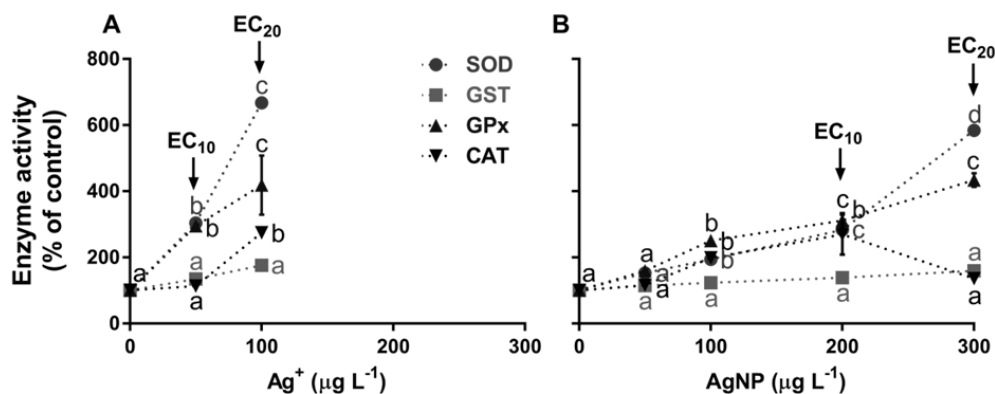 A
B
EC20
EC10
SOD
GST
GPx
CAT
EC10
EC20
Enzyme activity
(% of control)
800
600
400
200
0
c
c
b
b
b
a
a
a
a
a
0
100
200
300
Ag+ (µg L-1)
d
c
c
b
c
b
b
b
a
a
a
a
a
a
a
a
a
a
0
100
200
300
AgNP (µg L-1)